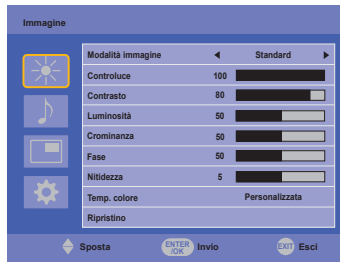 Immagine
Modalità immagine Standard
Controluce 100
Contrasto 80
Luminosità 50
Crominanza 50
Fase 50
Nitidezza 5
Temp. colore Personalizzata
Ripristino
Sposta ENTER /OK Invio EXIT Esci